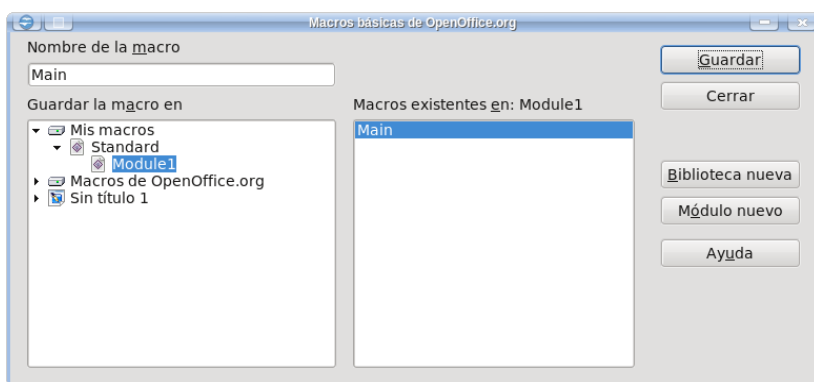 Macros básicas de OpenOffice.org
Nombre de la macro
Main
Guardar la macro en
Macros existentes en: Module1
Mis macros
Standard
Module1
Macros de OpenOffice.org
Sin título 1
Main
Guardar
Cerrar
Biblioteca nueva
Módulo nuevo
Ayuda